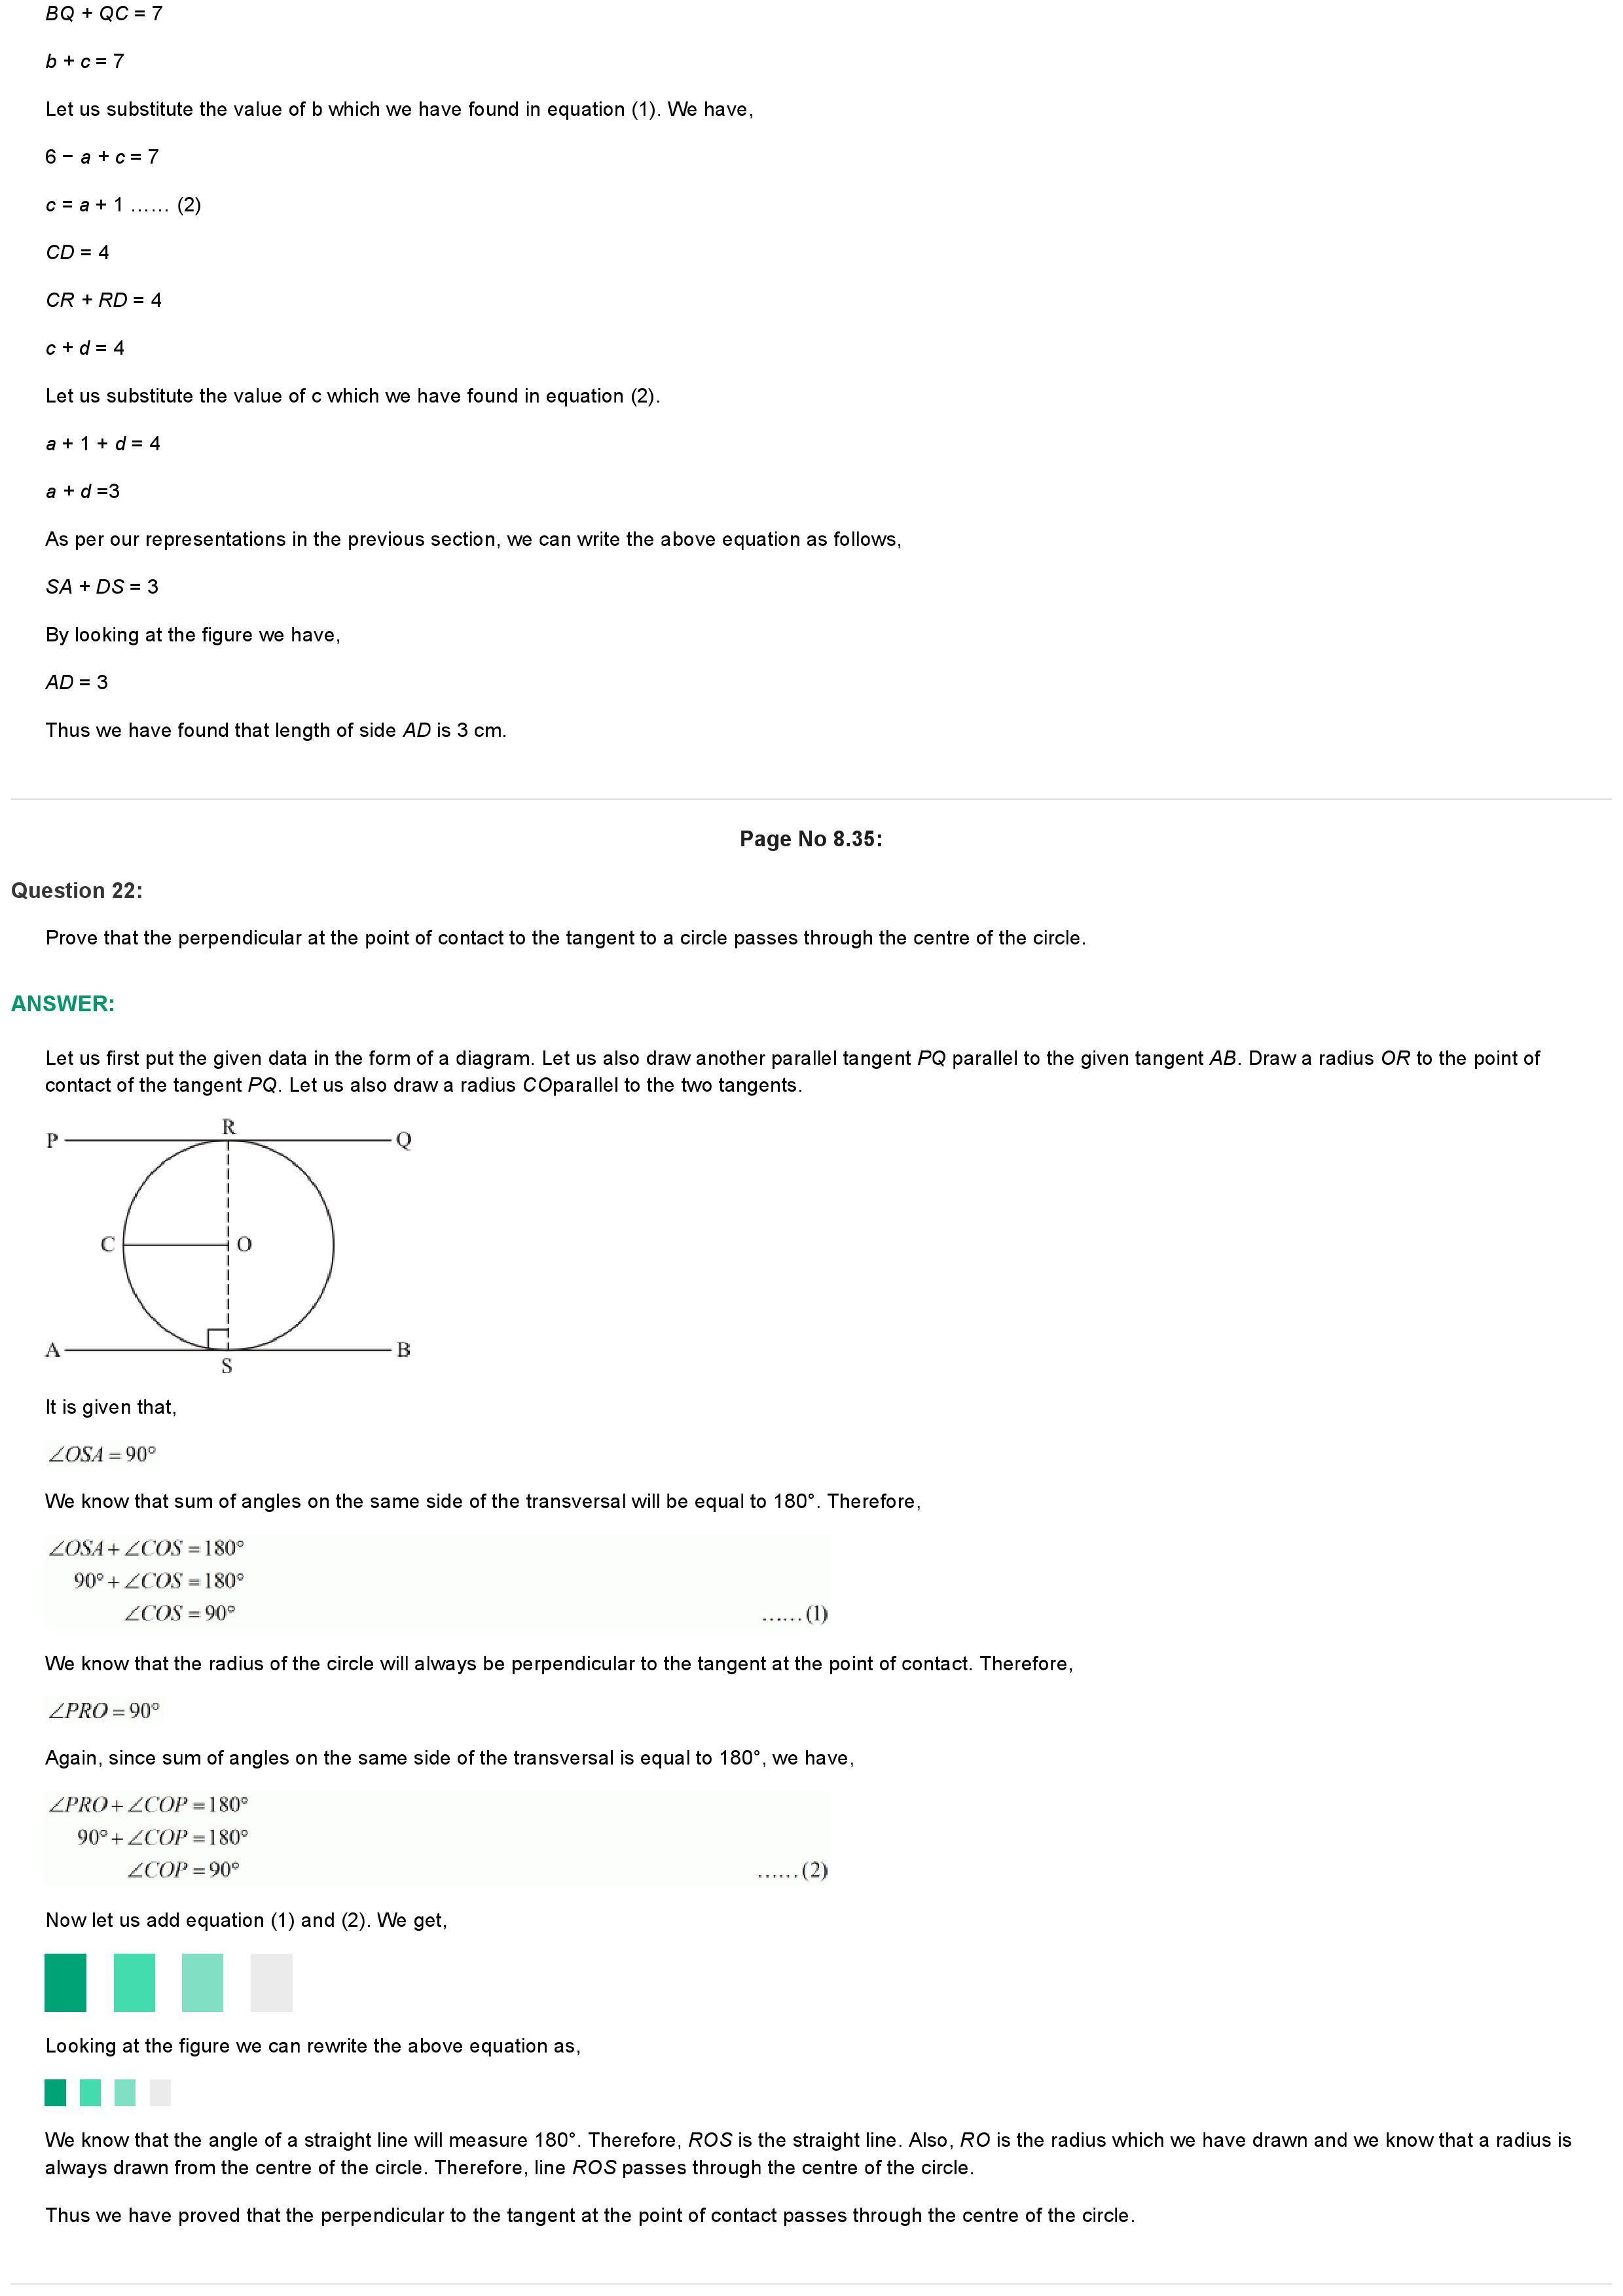 BQ + QC = 7
b + c = 7
Let us substitute the value of b which we have found in equation (1). We have,
6 − a + c = 7
c = a + 1 …… (2)
CD = 4
CR + RD = 4
c + d = 4
Let us substitute the value of c which we have found in equation (2).
a + 1 + d = 4
a + d =3
As per our representations in the previous section, we can write the above equation as follows,
SA + DS = 3
By looking at the figure we have,
AD = 3
Thus we have found that length of side AD is 3 cm.
Page No 8.35:
Question 22:
Prove that the perpendicular at the point of contact to the tangent to a circle passes through the centre of the circle.
ANSWER:
Let us first put the given data in the form of a diagram. Let us also draw another parallel tangent PQ parallel to the given tangent AB. Draw a radius OR to the point of
contact of the tangent PQ. Let us also draw a radius COparallel to the two tangents.
R
P Q
C O
A B
S
It is given that,
∠OSA = 90°
We know that sum of angles on the same side of the transversal will be equal to 180°. Therefore,
∠OSA + ∠COS = 180°
90° + ∠COS = 180°
∠COS = 90° ……(1)
We know that the radius of the circle will always be perpendicular to the tangent at the point of contact. Therefore,
∠PRO = 90°
Again, since sum of angles on the same side of the transversal is equal to 180°, we have,
∠PRO + ∠COP = 180°
90° + ∠COP = 180°
∠COP = 90° ……(2)
Now let us add equation (1) and (2). We get,
Looking at the figure we can rewrite the above equation as,
We know that the angle of a straight line will measure 180°. Therefore, ROS is the straight line. Also, RO is the radius which we have drawn and we know that a radius is
always drawn from the centre of the circle. Therefore, line ROS passes through the centre of the circle.
Thus we have proved that the perpendicular to the tangent at the point of contact passes through the centre of the circle.